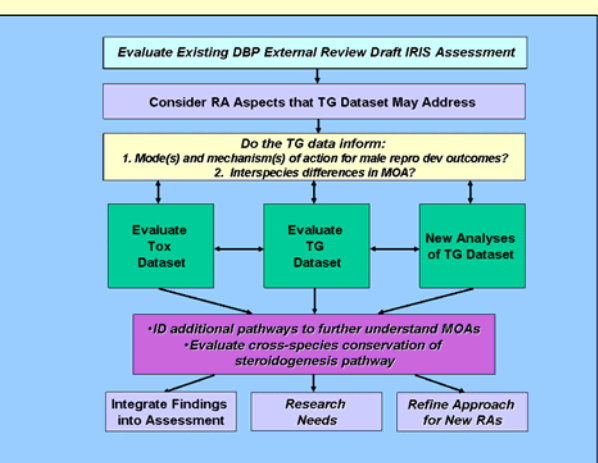 Evaluate Existing DBP External Review Draft IRIS Assessment
Consider RA Aspects that TG Dataset May Address
Do the TG data inform:
1. Mode(s) and mechanism(s) of action for male repro dev outcomes?
2. Interspecies differences in MOA?
Evaluate
Tox
Dataset
Evaluate
TG
Dataset
New Analyses
of TG Dataset
•ID additional pathways to further understand MOAs
•Evaluate cross-species conservation of
steroidogenesis pathway
Integrate Findings
into Assessment
Research
Needs
Refine Approach
for New RAs